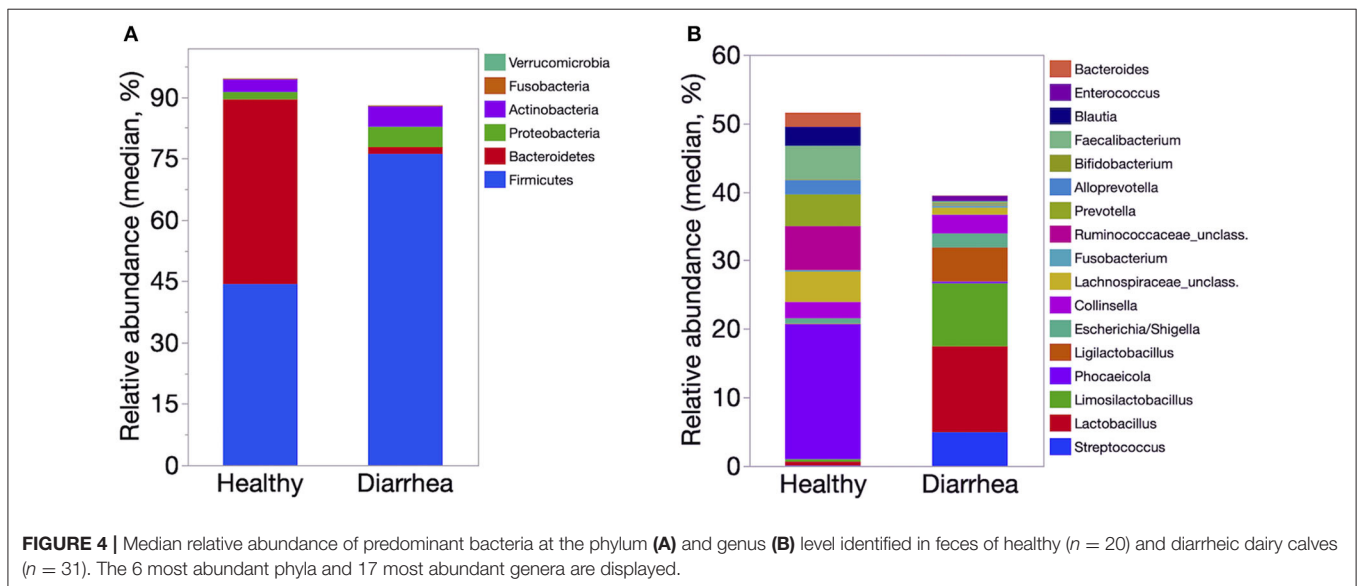 A
Relative abundance (median, %)
90
75
60
45
30
15
0
Healthy Diarrhea
Verrucomicrobia
Fusobacteria
Actinobacteria
Proteobacteria
Bacteroidetes
Firmicutes
B
Relative abundance (median, %)
60
50
40
30
20
10
0
Healthy Diarrhea
Bacteroides
Enterococcus
Blautia
Faecalibacterium
Bifidobacterium
Alloprevotella
Prevotella
Ruminococcaceae_unclass.
Fusobacterium
Lachnospiraceae_unclass.
Collinsella
Escherichia/Shigella
Ligilactobacillus
Phocaeicola
Limosilactobacillus
Lactobacillus
Streptococcus
FIGURE 4 | Median relative abundance of predominant bacteria at the phylum (A) and genus (B) level identified in feces of healthy (n = 20) and diarrheic dairy calves
(n = 31). The 6 most abundant phyla and 17 most abundant genera are displayed.